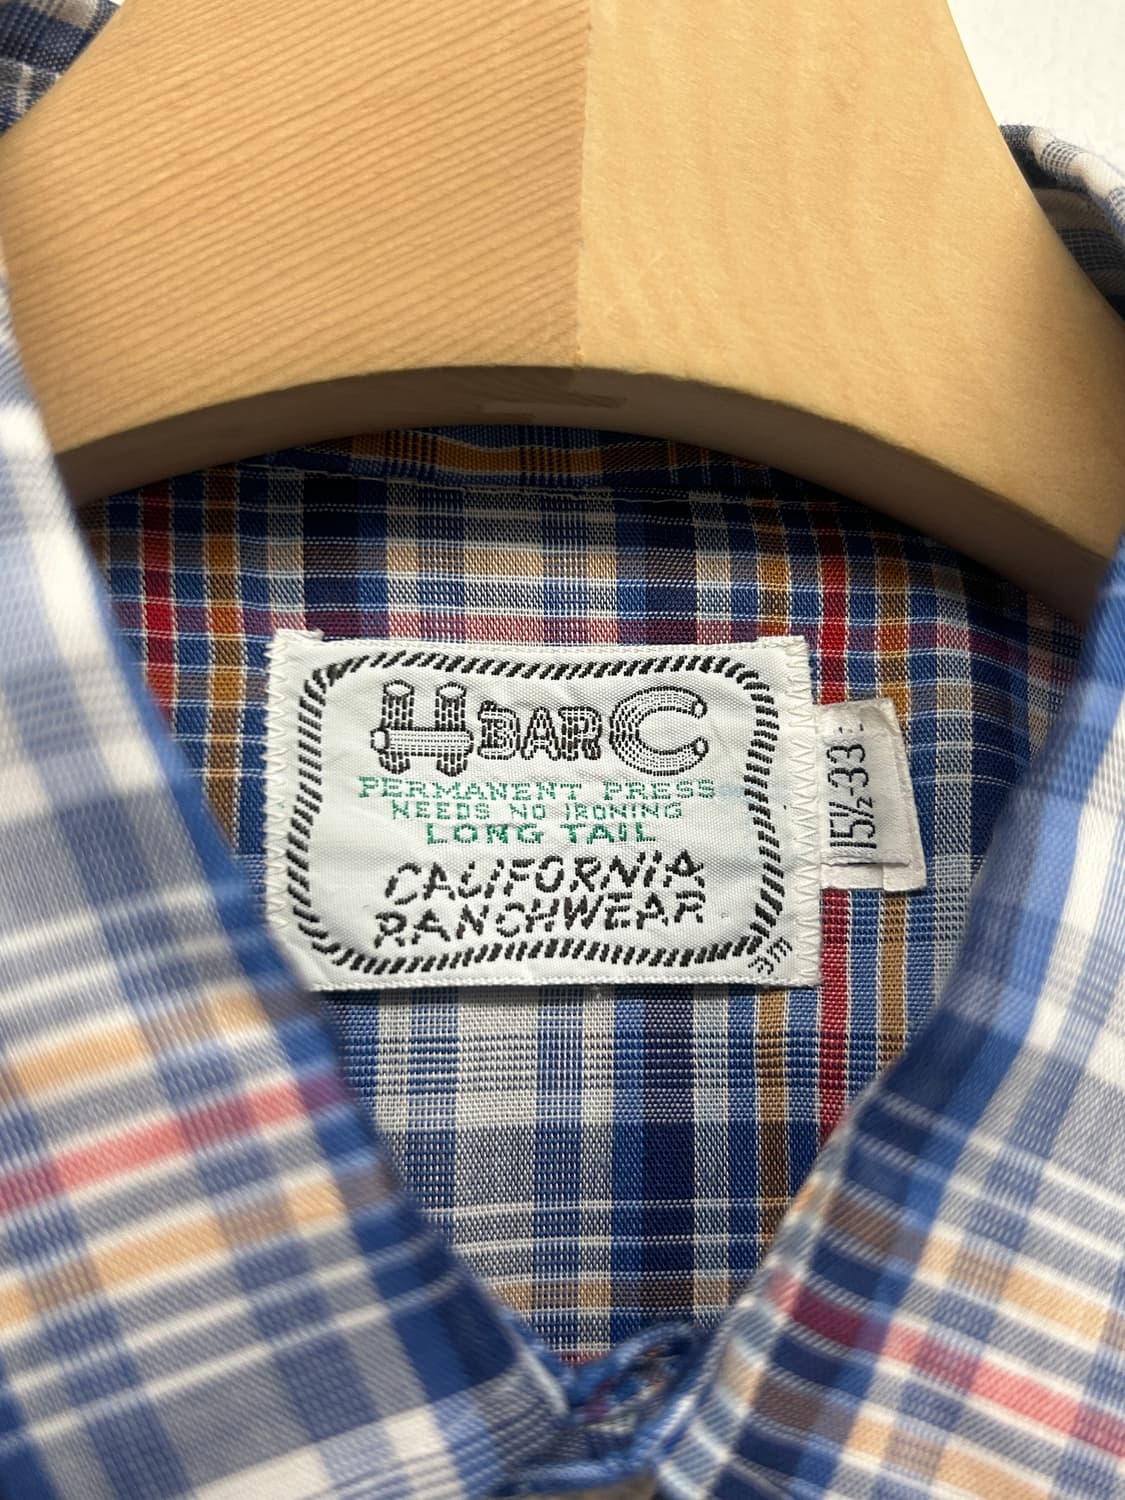 H BAR C
PERMANENT PRESS
NEEDS NO IRONING
LONG TAIL
CALIFORNIA
RANCHWEAR
15½-33